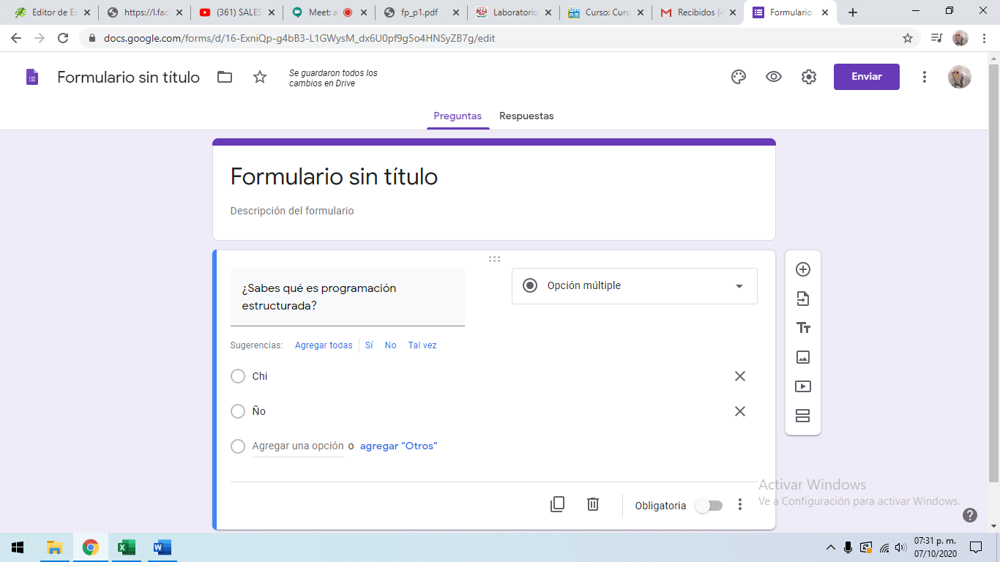 Editor de Ec
https://l.fac
(361) SALES
Meet: a
fp_p1.pdf
Laboratorio
Curso: Curs
Recibidos (4
Formulario
docs.google.com/forms/d/16-ExniQp-g4bB3-L1GWysM_dx6U0pf9g5o4HNSyZB7g/edit
Formulario sin título
Se guardaron todos los
cambios en Drive
Enviar
Preguntas Respuestas
Formulario sin título
Descripción del formulario
¿Sabes qué es programación
estructurada?
Opción múltiple
Sugerencias: Agregar todas Sí No Tal vez
Chi
Ño
Agregar una opción o agregar "Otros"
Obligatoria
Activar Windows
Ve a Configuración para activar Windows.
07:31 p. m.
07/10/2020